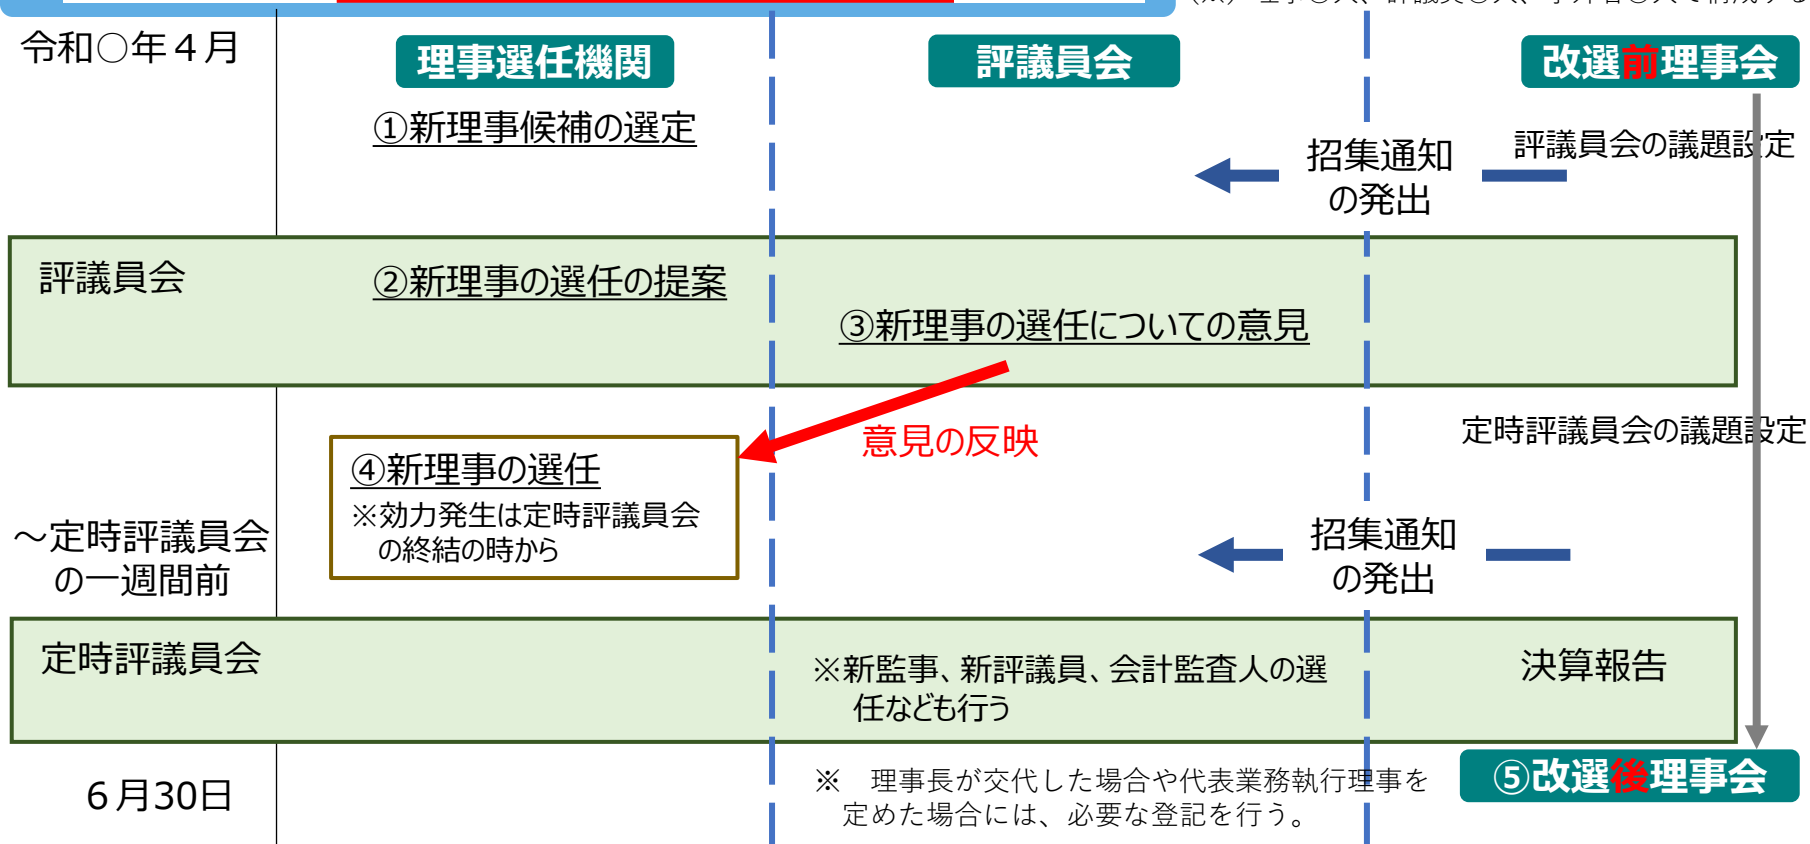 令和○年４月
理事選任機関
評議員会
改選前理事会
①新理事候補の選定
招集通知
の発出
評議員会の議題設定
評議員会
②新理事の選任の提案
③新理事の選任についての意見
意見の反映
定時評議員会の議題設定
④新理事の選任
※効力発生は定時評議員会
の終結の時から
～定時評議員会
の一週間前
招集通知
の発出
定時評議員会
※新監事、新評議員、会計監査人の選
任なども行う
決算報告
６月30日
※　理事長が交代した場合や代表業務執行理事を
定めた場合には、必要な登記を行う。
⑤改選後理事会